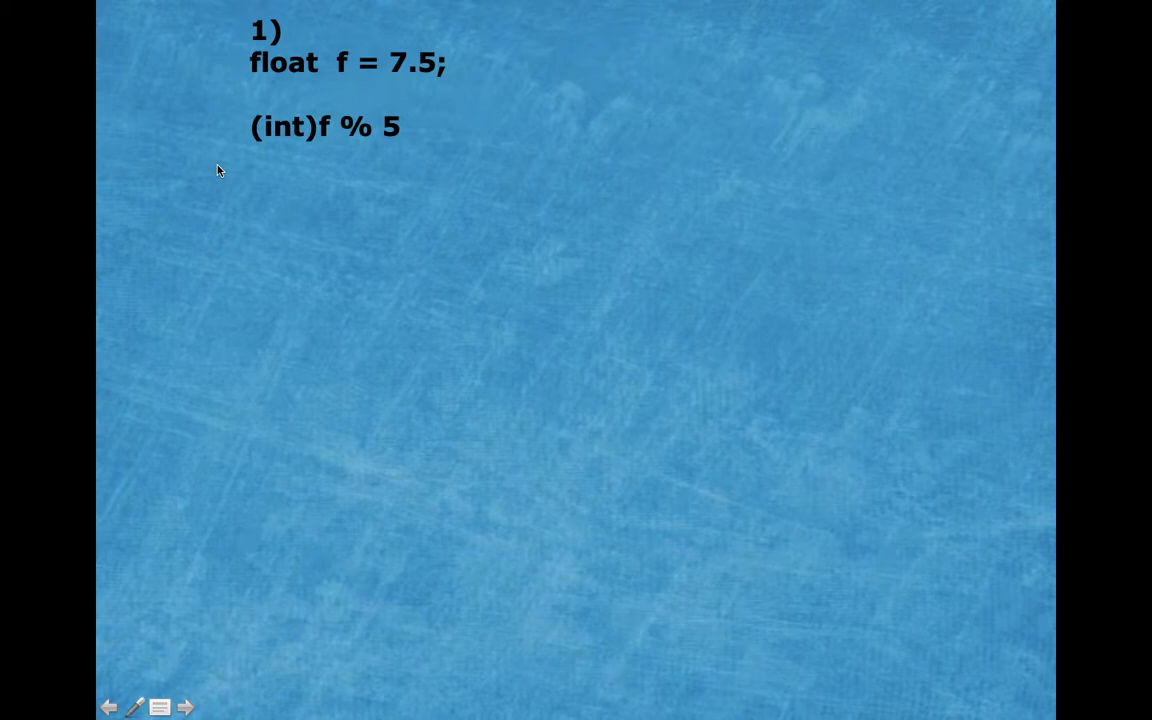 1)
float f = 7.5;
(int)f % 5